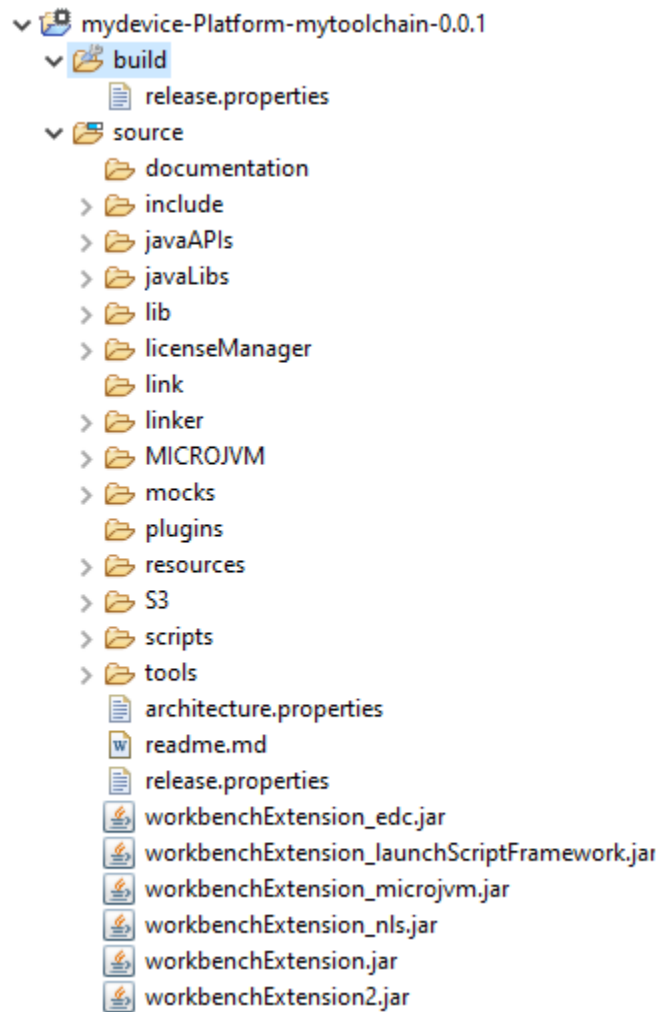 mydevice-Platform-mytoolchain-0.0.1
build
release.properties
source
documentation
include
javaAPIs
javaLibs
lib
licenseManager
link
linker
MICROJVM
mocks
plugins
resources
S3
scripts
tools
architecture.properties
readme.md
release.properties
workbenchExtension_edc.jar
workbenchExtension_launchScriptFramework.jar
workbenchExtension_microjvm.jar
workbenchExtension_nls.jar
workbenchExtension.jar
workbenchExtension2.jar